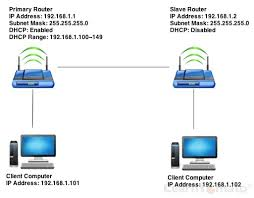 Primary Router
IP Address: 192.168.1.1
Subnet Mask: 255.255.255.0
DHCP: Enabled
DHCP Range: 192.168.1.100~149
Slave Router
IP Address: 192.168.1.2
Subnet Mask: 255.255.255.0
DHCP: Disabled
Client Computer
IP Address: 192.168.1.101
Client Computer
IP Address: 192.168.1.102